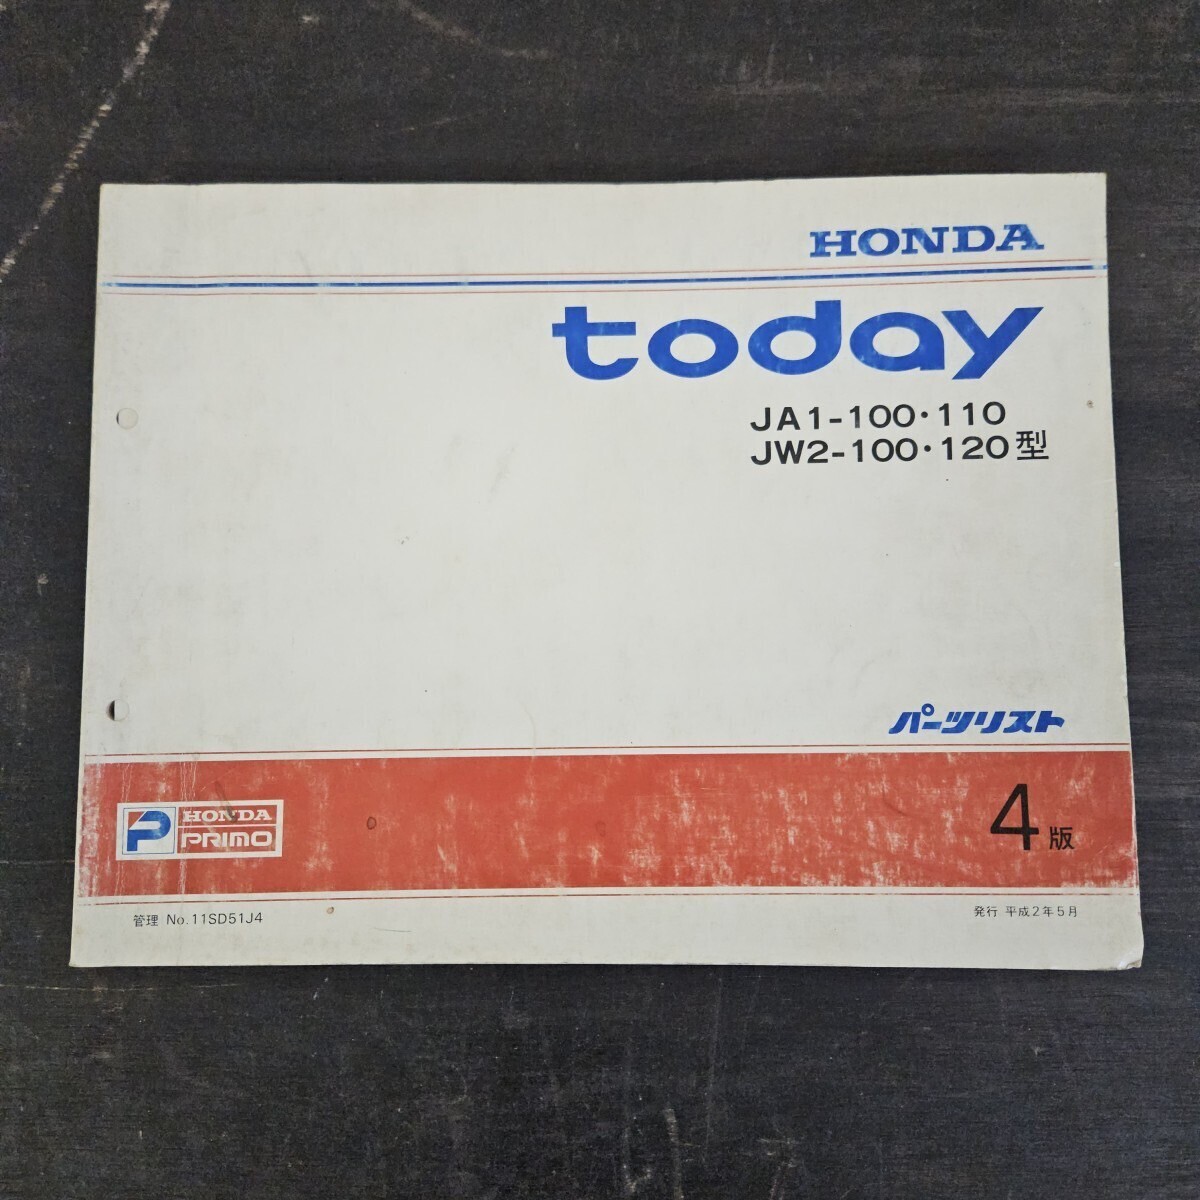 HONDA
today
JA1-100・110
JW2-100・120型
パーツリスト
HONDA
PRIMO
4版
管理 No.11SD51J4
発行 平成2年5月